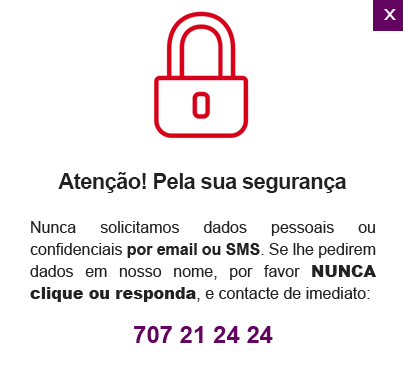 X
Atenção! Pela sua segurança
Nunca solicitamos dados pessoais ou
confidenciais por email ou SMS. Se lhe pedirem
dados em nosso nome, por favor NUNCA
clique ou responda, e contacte de imediato:
707 21 24 24